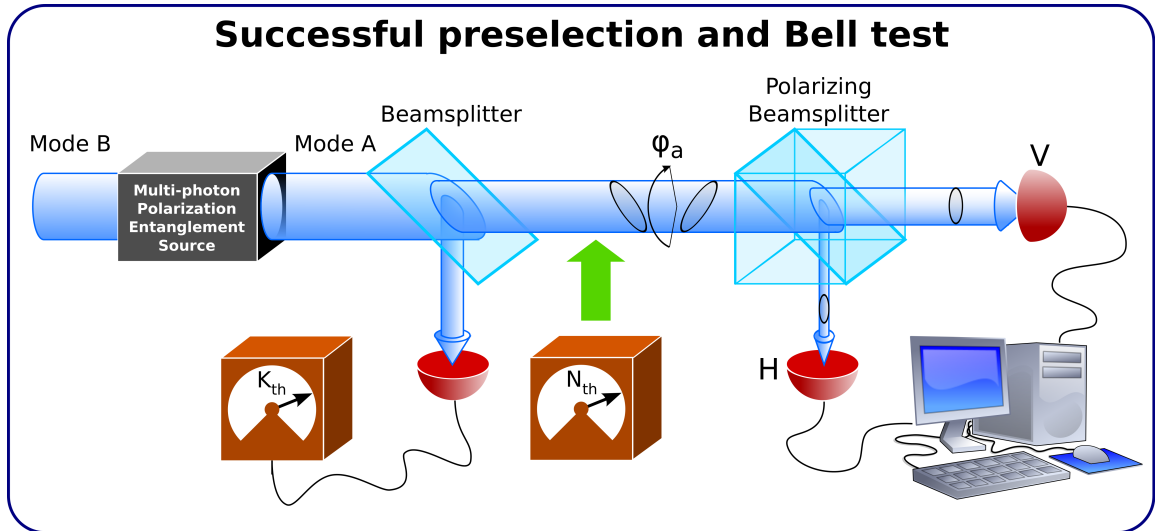 Successful preselection and Bell test
Polarizing
Beamsplitter
Beamsplitter
Mode B
Mode A
φa
V
Multi-photon
Polarization
Entanglement
Source
Kth
Nth
H